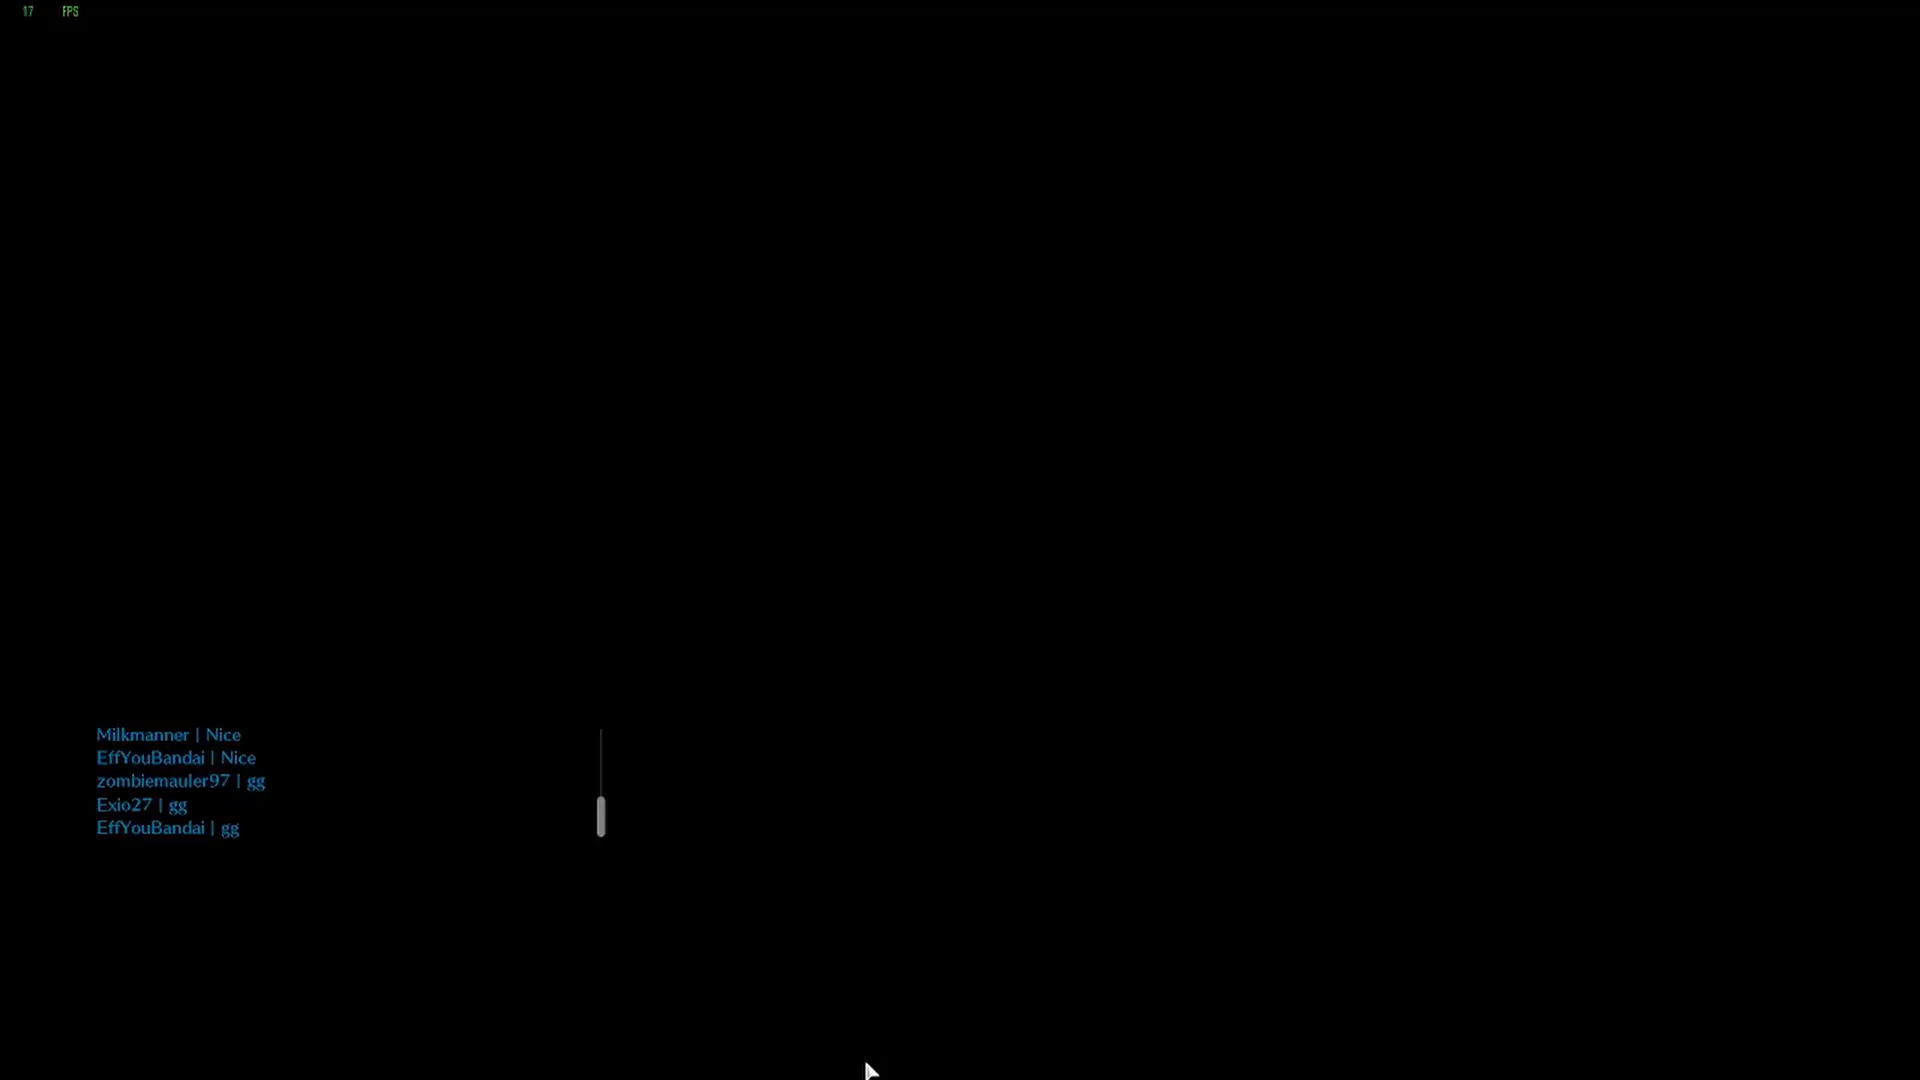 17 FPS
Milkmanner | Nice
EffYouBandai | Nice
zombiemauler97 | gg
Exio27 | gg
EffYouBandai | gg